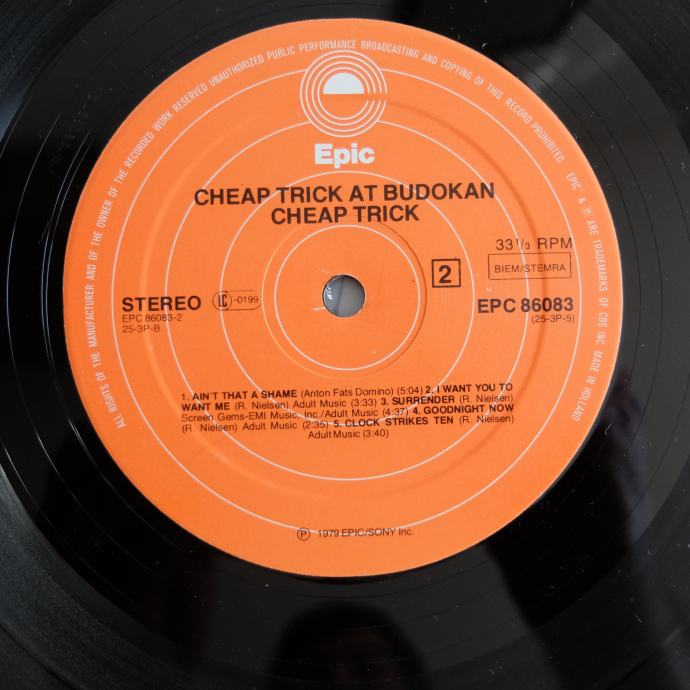 ALL RIGHTS OF THE MANUFACTURER AND OF THE OWNER OF THE RECORDED WORK RESERVED UNAUTHORIZED PUBLIC PERFORMANCE BROADCASTING AND COPYING OF THIS RECORD PROHIBITED. EPIC & ℗ ARE TRADEMARKS OF CBS INC. MADE IN HOLLAND
Epic
CHEAP TRICK AT BUDOKAN
CHEAP TRICK
33 1/3 RPM
BIEM/STEMRA
2
STEREO LC -0199
EPC 86083-2
25-3P-B
EPC 86083
(25-3P-5)
1. AIN'T THAT A SHAME (Anton Fats Domino) (5:04) 2. I WANT YOU TO
WANT ME (R. Nielsen) Adult Music (3:33) 3. SURRENDER (R. Nielsen)
Screen Gems-EMI Music, Inc./Adult Music (4:37) 4. GOODNIGHT NOW
(R. Nielsen) Adult Music (2:35) 5. CLOCK STRIKES TEN (R. Nielsen)
Adult Music (3:40)
℗ 1979 EPIC/SONY Inc.